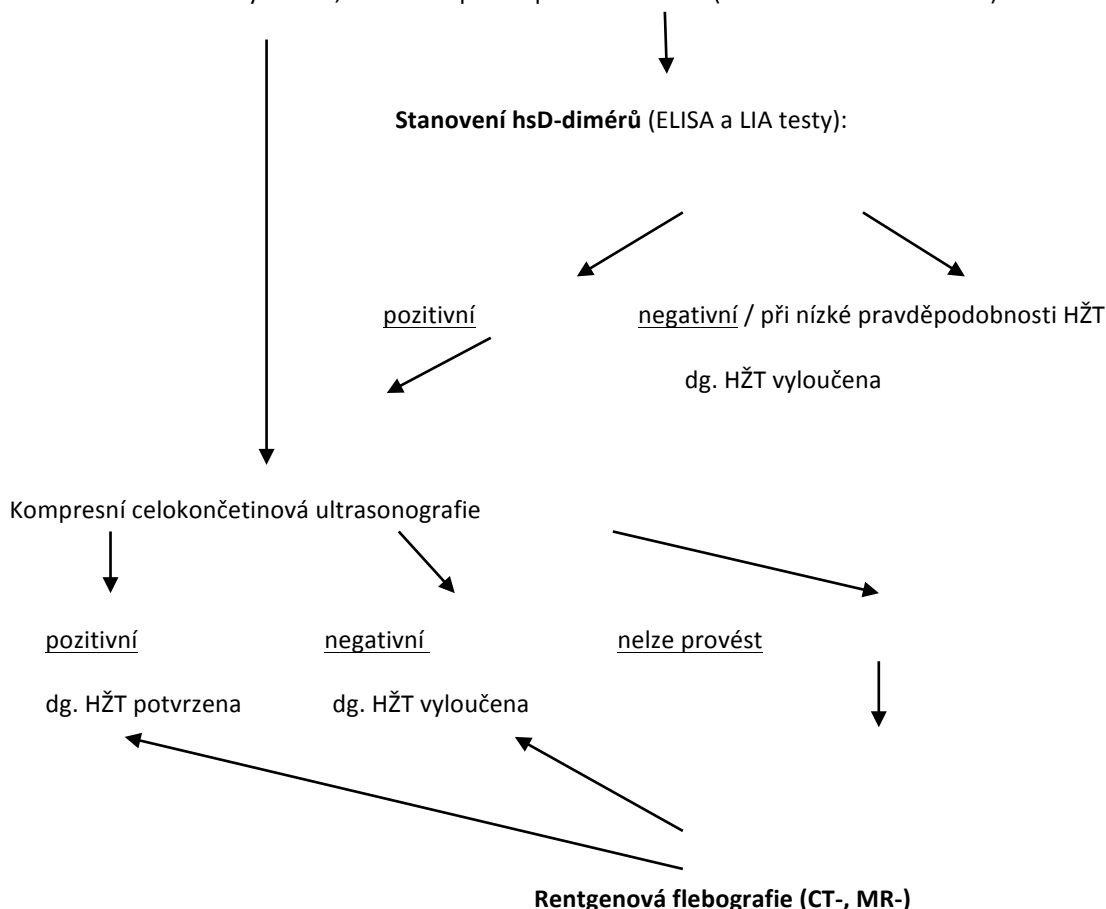 Stanovení hsD-dimérů (ELISA a LIA testy):
pozitivní
negativní / při nízké pravděpodobnosti HŽT
dg. HŽT vyloučena
Kompresní celokončetinová ultrasonografie
pozitivní
negativní
nelze provést
dg. HŽT potvrzena
dg. HŽT vyloučena
Rentgenová flebografie (CT-, MR-)